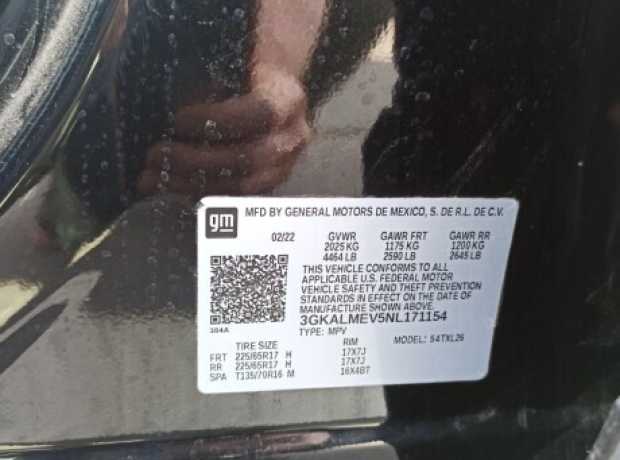 gm MFD BY GENERAL MOTORS DE MEXICO, S. DE R.L. DE C.V.
02/22 GVWR GAWR FRT GAWR RR
2025 KG 1175 KG 1200 KG
4464 LB 2590 LB 2645 LB
THIS VEHICLE CONFORMS TO ALL
APPLICABLE U.S. FEDERAL MOTOR
VEHICLE SAFETY AND THEFT PREVENTION
STANDARDS IN EFFECT ON THE DATE OF
MANUFACTURE SHOWN ABOVE.
3GKALMEV5NL171154
104A
TYPE: MPV MODEL: 54TXL26
TIRE SIZE RIM
FRT 225/65R17 H 17X7J
RR 225/65R17 H 17X7J
SPA T135/70R16 M 16X4BT